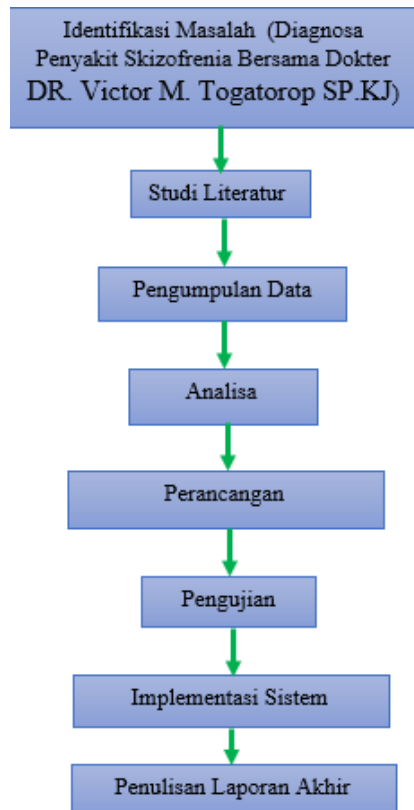 Identifikasi Masalah (Diagnosa
Penyakit Skizofrenia Bersama Dokter
DR. Victor M. Togatorop SP.KJ)
Studi Literatur
Pengumpulan Data
Analisa
Perancangan
Pengujian
Implementasi Sistem
Penulisan Laporan Akhir